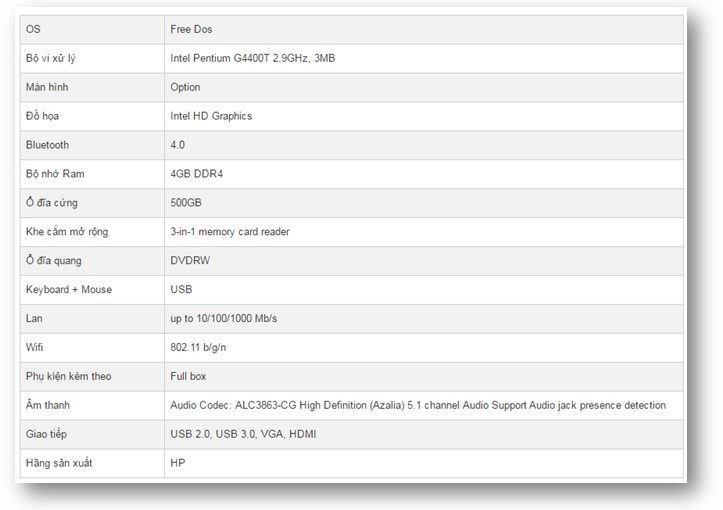 OS Free Dos
Bộ vi xử lý Intel Pentium G4400T 2.9GHz, 3MB
Màn hình Option
Đồ họa Intel HD Graphics
Bluetooth 4.0
Bộ nhớ Ram 4GB DDR4
Ổ đĩa cứng 500GB
Khe cắm mở rộng 3-in-1 memory card reader
Ổ đĩa quang DVDRW
Keyboard + Mouse USB
Lan up to 10/100/1000 Mb/s
Wifi 802.11 b/g/n
Phụ kiện kèm theo Full box
Âm thanh Audio Codec: ALC3863-CG High Definition (Azalia) 5.1 channel Audio Support Audio jack presence detection
Giao tiếp USB 2.0, USB 3.0, VGA, HDMI
Hãng sản xuất HP